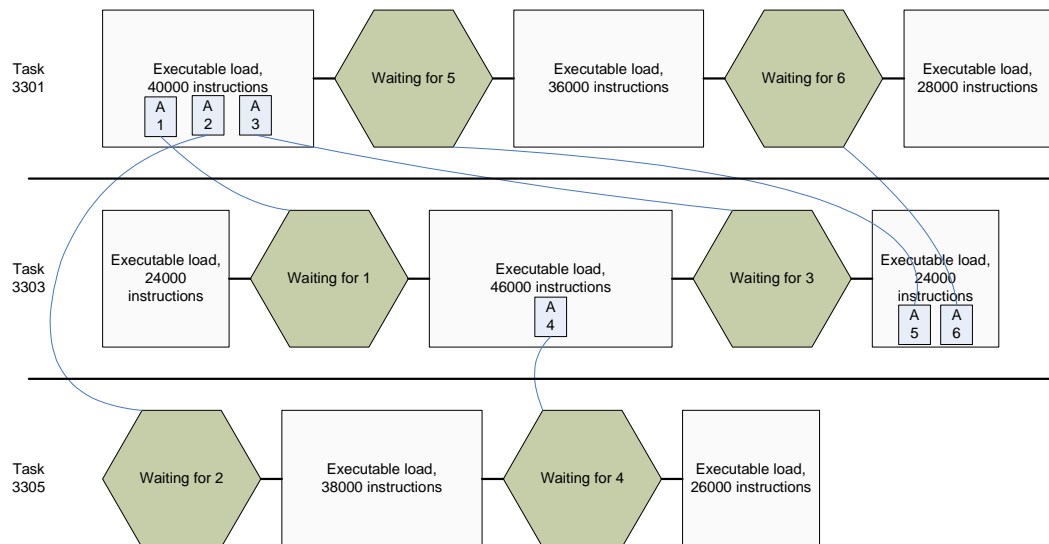 Task
3301
Executable load,
40000 instructions
A
1
A
2
A
3
Waiting for 5
Executable load,
36000 instructions
Waiting for 6
Executable load,
28000 instructions
Task
3303
Executable load,
24000
instructions
Waiting for 1
Executable load,
46000 instructions
A
4
Waiting for 3
Executable load,
24000
instructions
A
5
A
6
Task
3305
Waiting for 2
Executable load,
38000 instructions
Waiting for 4
Executable load,
26000 instructions